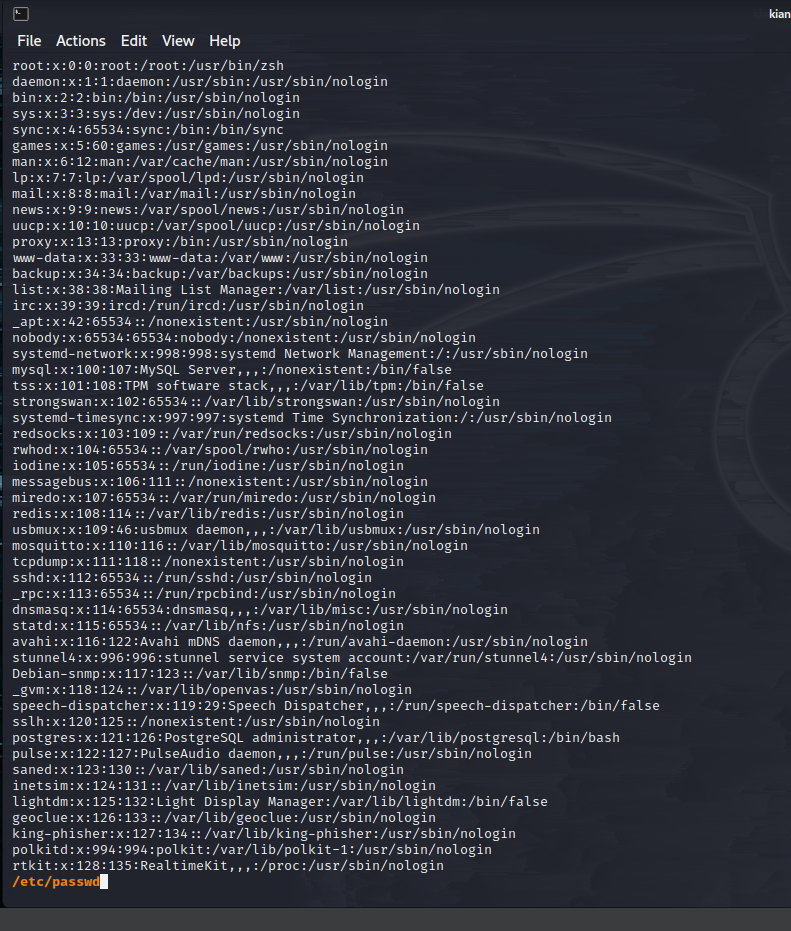 kian
File Actions Edit View Help
root:x:0:0:root:/root:/usr/bin/zsh
daemon:x:1:1:daemon:/usr/sbin:/usr/sbin/nologin
bin:x:2:2:bin:/bin:/usr/sbin/nologin
sys:x:3:3:sys:/dev:/usr/sbin/nologin
sync:x:4:65534:sync:/bin:/bin/sync
games:x:5:60:games:/usr/games:/usr/sbin/nologin
man:x:6:12:man:/var/cache/man:/usr/sbin/nologin
lp:x:7:7:lp:/var/spool/lpd:/usr/sbin/nologin
mail:x:8:8:mail:/var/mail:/usr/sbin/nologin
news:x:9:9:news:/var/spool/news:/usr/sbin/nologin
uucp:x:10:10:uucp:/var/spool/uucp:/usr/sbin/nologin
proxy:x:13:13:proxy:/bin:/usr/sbin/nologin
www-data:x:33:33:www-data:/var/www:/usr/sbin/nologin
backup:x:34:34:backup:/var/backups:/usr/sbin/nologin
list:x:38:38:Mailing List Manager:/var/list:/usr/sbin/nologin
irc:x:39:39:ircd:/run/ircd:/usr/sbin/nologin
_apt:x:42:65534::/nonexistent:/usr/sbin/nologin
nobody:x:65534:65534:nobody:/nonexistent:/usr/sbin/nologin
systemd-network:x:998:998:systemd Network Management:/:/usr/sbin/nologin
mysql:x:100:107:MySQL Server,,,:/nonexistent:/bin/false
tss:x:101:108:TPM software stack,,,:/var/lib/tpm:/bin/false
strongswan:x:102:65534::/var/lib/strongswan:/usr/sbin/nologin
systemd-timesync:x:997:997:systemd Time Synchronization:/:/usr/sbin/nologin
redsocks:x:103:109::/var/run/redsocks:/usr/sbin/nologin
rwhod:x:104:65534::/var/spool/rwho:/usr/sbin/nologin
iodine:x:105:65534::/run/iodine:/usr/sbin/nologin
messagebus:x:106:111::/nonexistent:/usr/sbin/nologin
miredo:x:107:65534::/var/run/miredo:/usr/sbin/nologin
redis:x:108:114::/var/lib/redis:/usr/sbin/nologin
usbmux:x:109:46:usbmux daemon,,,:/var/lib/usbmux:/usr/sbin/nologin
mosquitto:x:110:116::/var/lib/mosquitto:/usr/sbin/nologin
tcpdump:x:111:118::/nonexistent:/usr/sbin/nologin
sshd:x:112:65534::/run/sshd:/usr/sbin/nologin
_rpc:x:113:65534::/run/rpcbind:/usr/sbin/nologin
dnsmasq:x:114:65534:dnsmasq,,,:/var/lib/misc:/usr/sbin/nologin
statd:x:115:65534::/var/lib/nfs:/usr/sbin/nologin
avahi:x:116:122:Avahi mDNS daemon,,,:/run/avahi-daemon:/usr/sbin/nologin
stunnel4:x:996:996:stunnel service system account:/var/run/stunnel4:/usr/sbin/nologin
Debian-snmp:x:117:123::/var/lib/snmp:/bin/false
_gvm:x:118:124::/var/lib/openvas:/usr/sbin/nologin
speech-dispatcher:x:119:29:Speech Dispatcher,,,:/run/speech-dispatcher:/bin/false
sslh:x:120:125::/nonexistent:/usr/sbin/nologin
postgres:x:121:126:PostgreSQL administrator,,,:/var/lib/postgresql:/bin/bash
pulse:x:122:127:PulseAudio daemon,,,:/run/pulse:/usr/sbin/nologin
saned:x:123:130::/var/lib/saned:/usr/sbin/nologin
inetsim:x:124:131::/var/lib/inetsim:/usr/sbin/nologin
lightdm:x:125:132:Light Display Manager:/var/lib/lightdm:/bin/false
geoclue:x:126:133::/var/lib/geoclue:/usr/sbin/nologin
king-phisher:x:127:134::/var/lib/king-phisher:/usr/sbin/nologin
polkitd:x:994:994:polkit:/var/lib/polkit-1:/usr/sbin/nologin
rtkit:x:128:135:RealtimeKit,,,:/proc:/usr/sbin/nologin
/etc/passwd